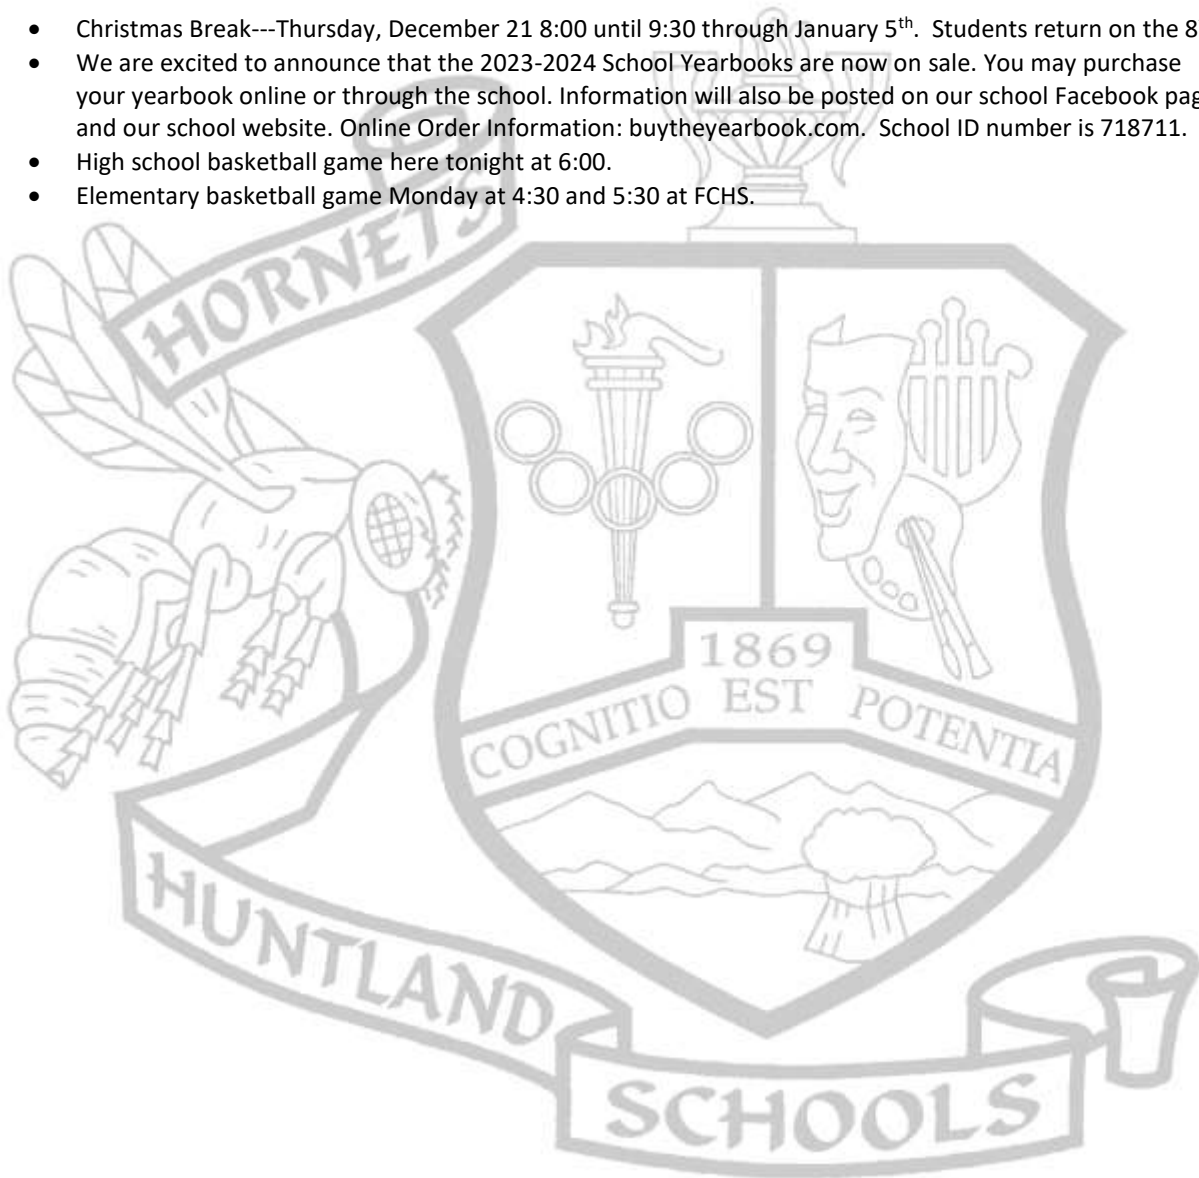 • Christmas Break---Thursday, December 21 8:00 until 9:30 through January 5th. Students return on the 8
• We are excited to announce that the 2023-2024 School Yearbooks are now on sale. You may purchase
your yearbook online or through the school. Information will also be posted on our school Facebook pag
and our school website. Online Order Information: buytheyearbook.com. School ID number is 718711.
• High school basketball game here tonight at 6:00.
• Elementary basketball game Monday at 4:30 and 5:30 at FCHS.
HORNETS
1869
COGNITIO EST POTENTIA
HUNTLAND
SCHOOLS